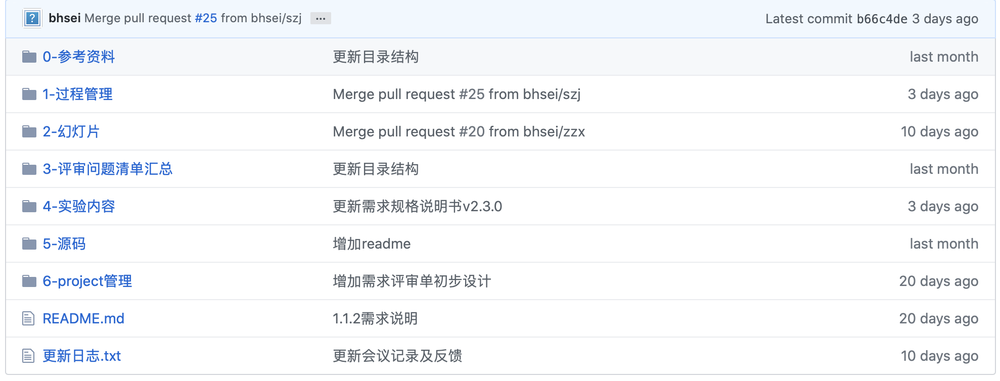 bhsei Merge pull request #25 from bhsei/szj ... Latest commit b66c4de 3 days ago
0-参考资料 更新目录结构 last month
1-过程管理 Merge pull request #25 from bhsei/szj 3 days ago
2-幻灯片 Merge pull request #20 from bhsei/zzx 10 days ago
3-评审问题清单汇总 更新目录结构 last month
4-实验内容 更新需求规格说明书v2.3.0 3 days ago
5-源码 增加readme last month
6-project管理 增加需求评审单初步设计 20 days ago
README.md 1.1.2需求说明 20 days ago
更新日志.txt 更新会议记录及反馈 10 days ago